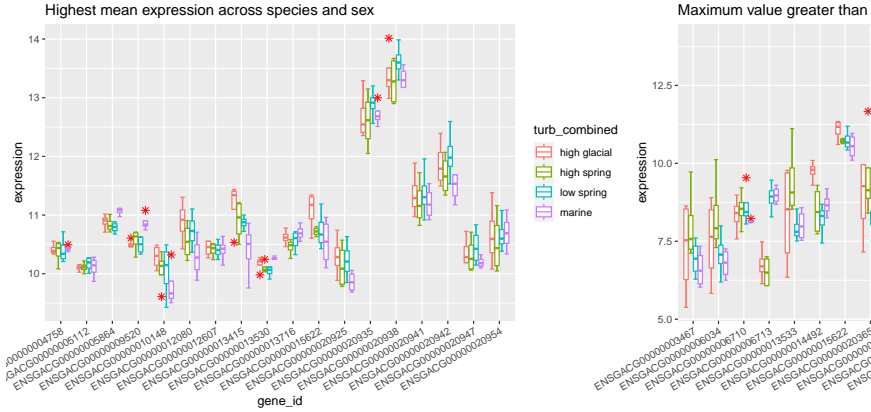 Highest mean expression across species and sex
14
13
12
11
10
expression
ENSGACG00000005112
ENSGACG00000005864
ENSGACG00000009520
ENSGACG00000010148
ENSGACG00000012080
ENSGACG00000012607
ENSGACG00000013415
ENSGACG00000013530
ENSGACG00000013716
ENSGACG00000015622
ENSGACG00000020925
ENSGACG00000020935
ENSGACG00000020938
ENSGACG00000020941
ENSGACG00000020942
ENSGACG00000020947
ENSGACG00000020954
gene_id
turb_combined
high glacial
high spring
low spring
marine
Maximum value greater than
12.5
10.0
7.5
5.0
expression
ENSGACG00000003467
ENSGACG00000006034
ENSGACG00000006710
ENSGACG00000006713
ENSGACG00000013533
ENSGACG00000014492
ENSGACG00000015622
ENSGACG00000020365